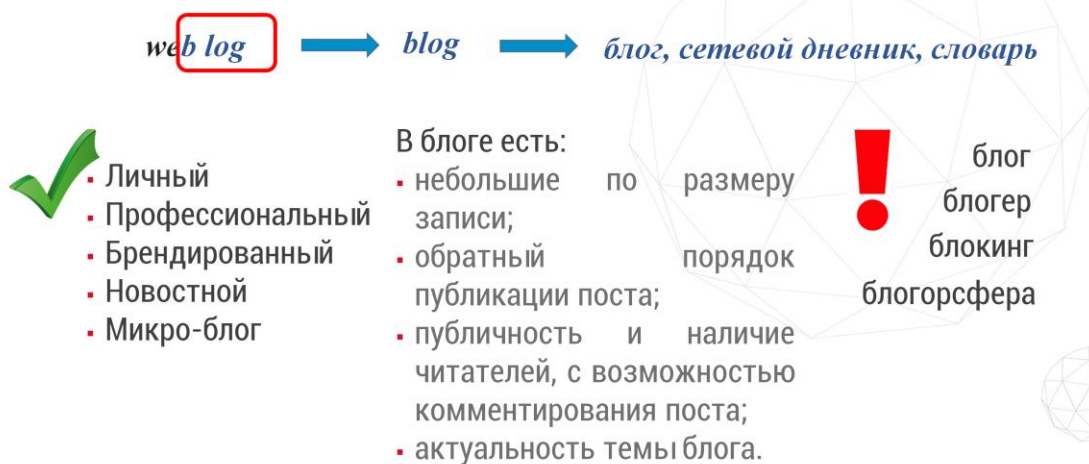 web log blog блог, сетевой дневник, словарь
Личный
Профессиональный
Брендированный
Новостной
Микро-блог
В блоге есть:
небольшие по размеру
записи;
обратный порядок
публикации поста;
публичность и наличие
читателей, с возможностью
комментирования поста;
актуальность темы блога.
блог
блогер
блокинг
блогорсфера